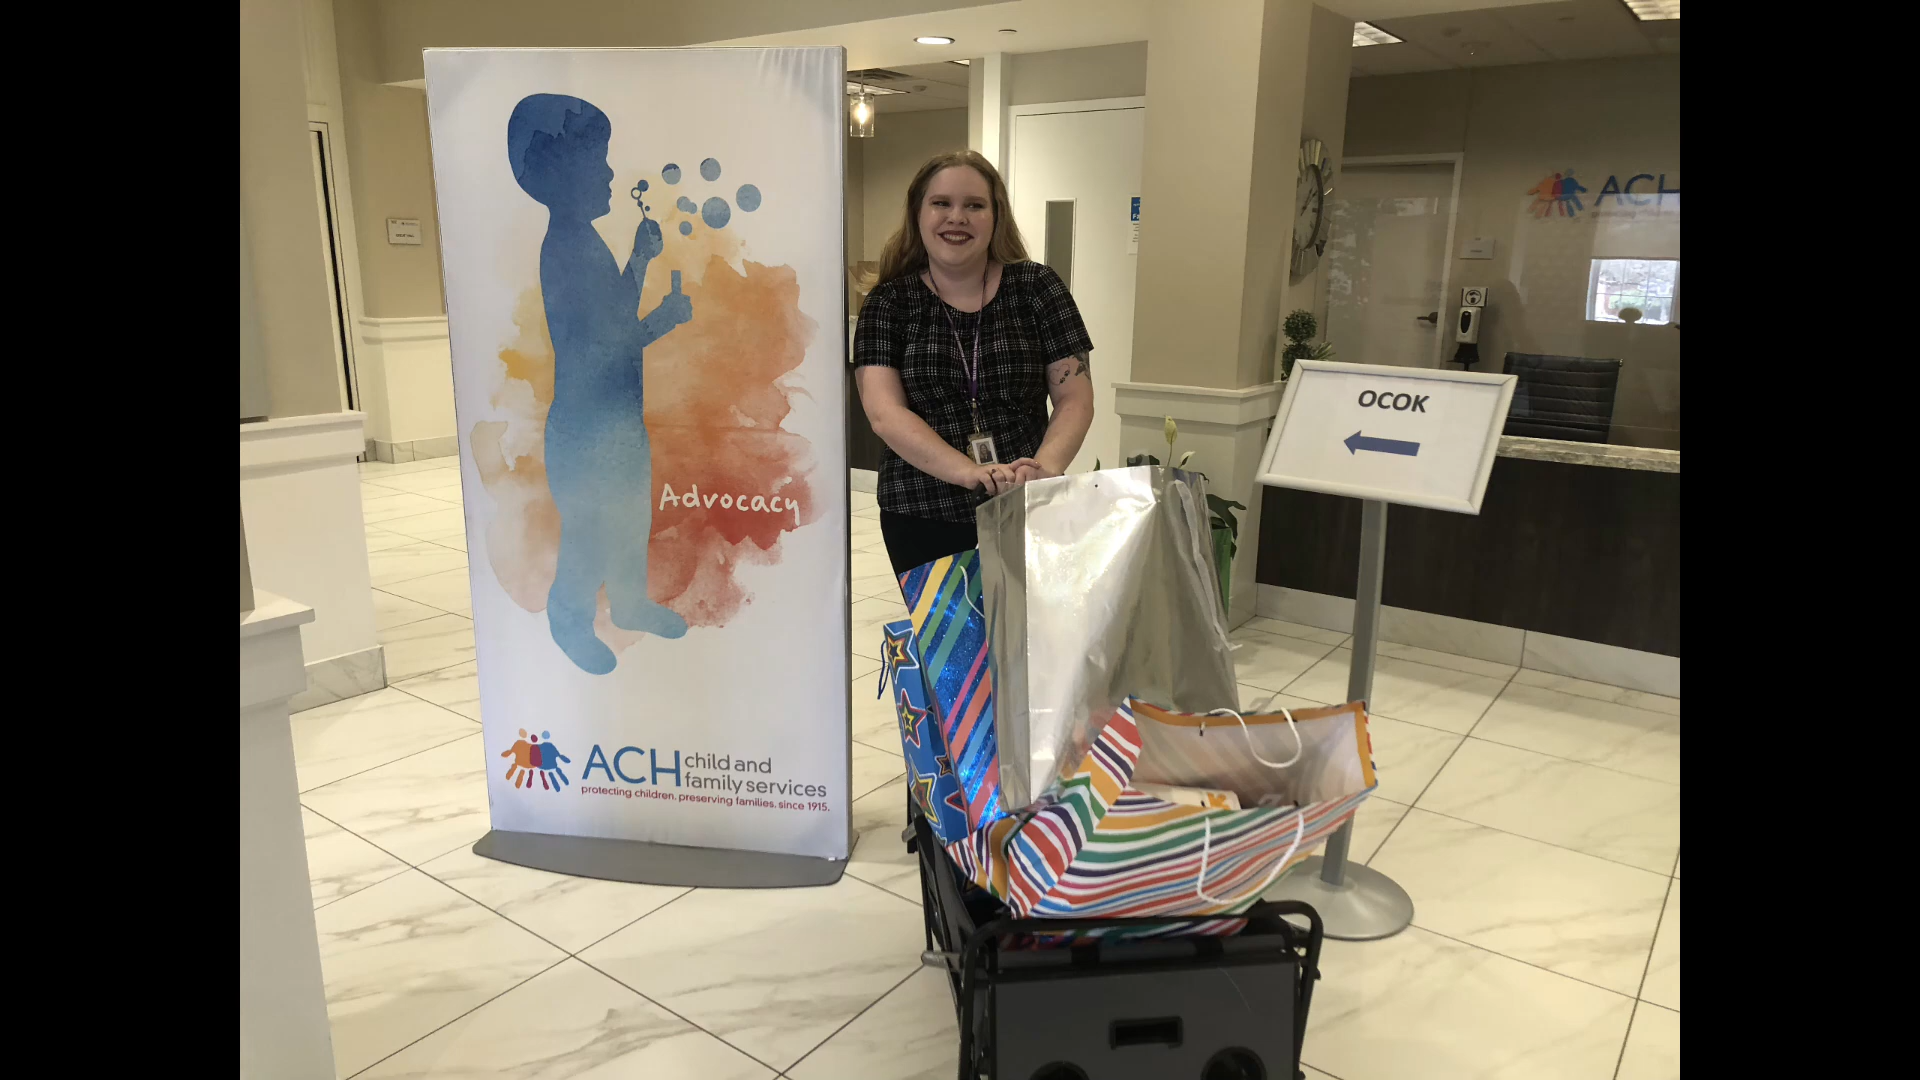 Advocacy
ACH child and
family services
protecting children. preserving families. since 1915.
OCOK
ACH